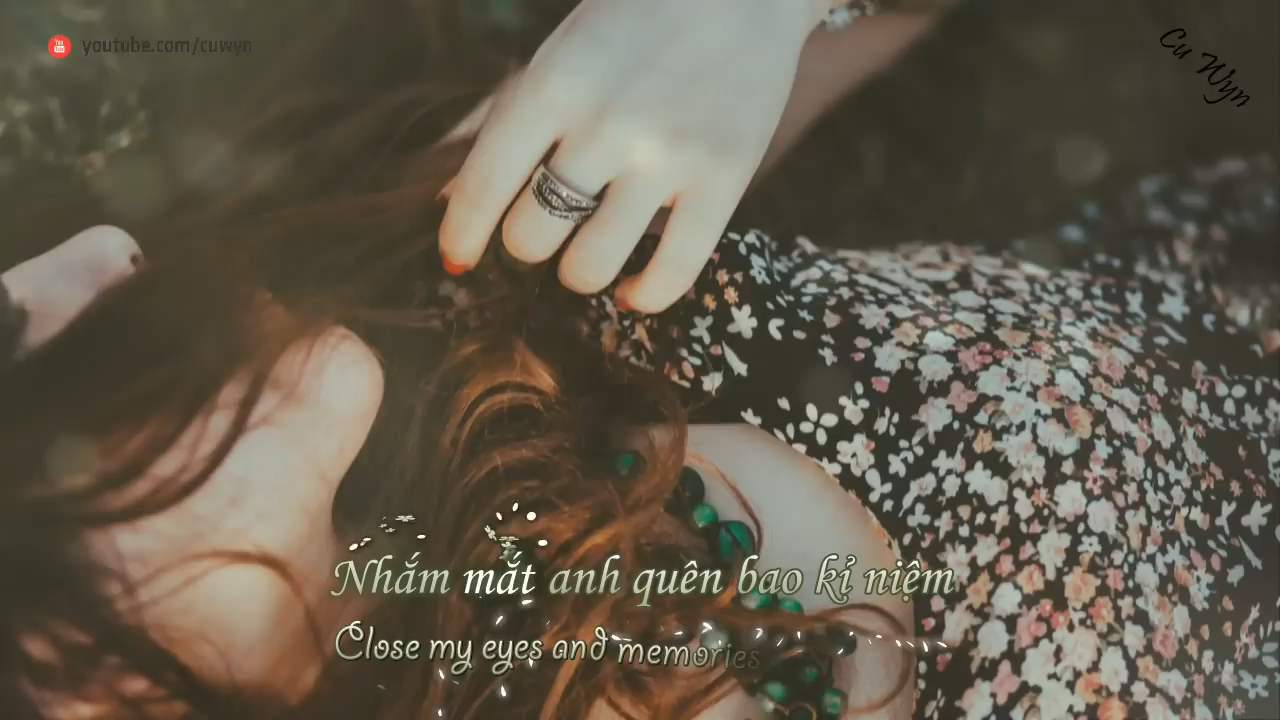 youtube.com/cuwyn
Cu Wyn
Nhắm mắt anh quên bao kỉ niệm
Close my eyes and memories